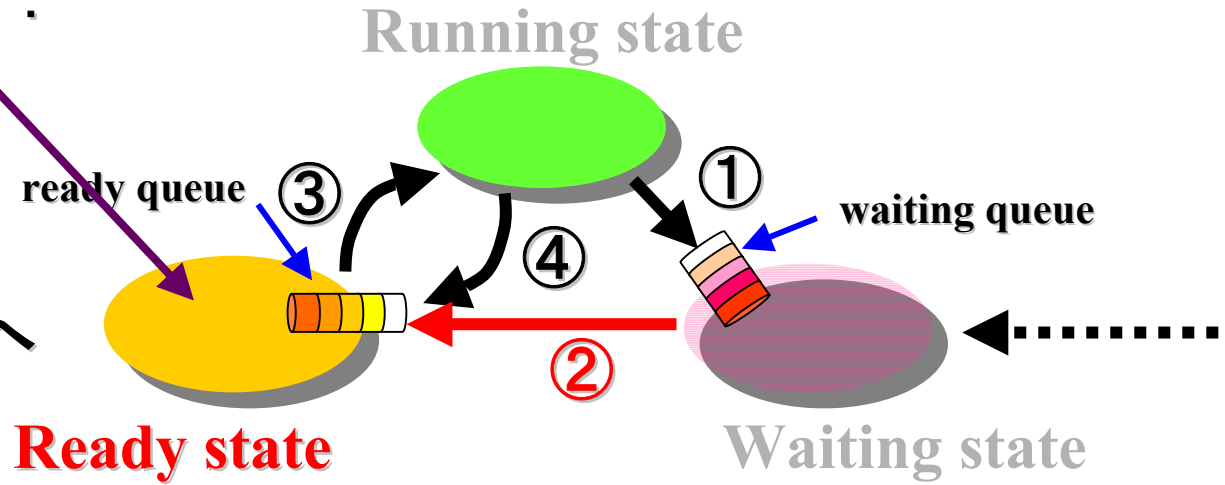 .
Running state
ready queue
③
①
waiting queue
④
②
Ready state
Waiting state